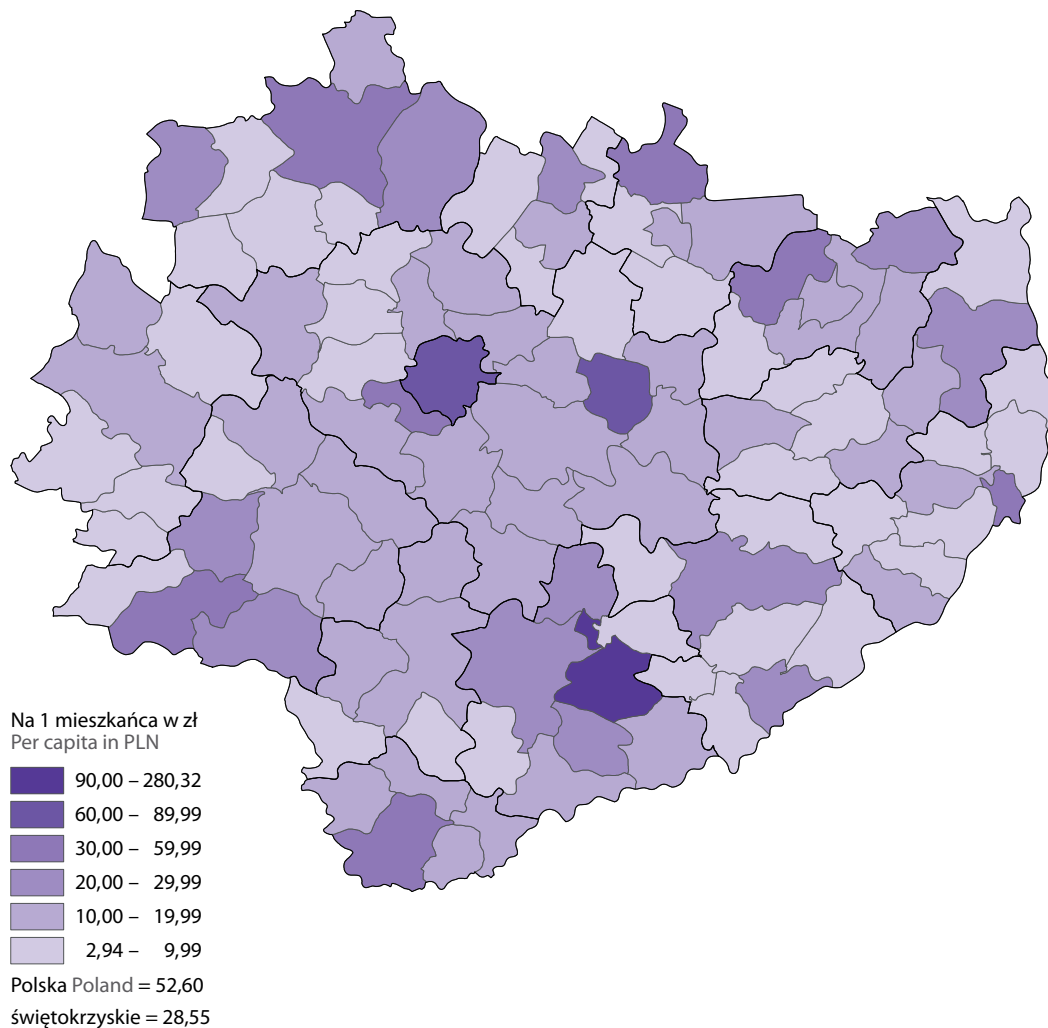 Na 1 mieszkańca w zł
Per capita in PLN
90,00 – 280,32
60,00 – 89,99
30,00 – 59,99
20,00 – 29,99
10,00 – 19,99
2,94 – 9,99
Polska Poland = 52,60
świętokrzyskie = 28,55